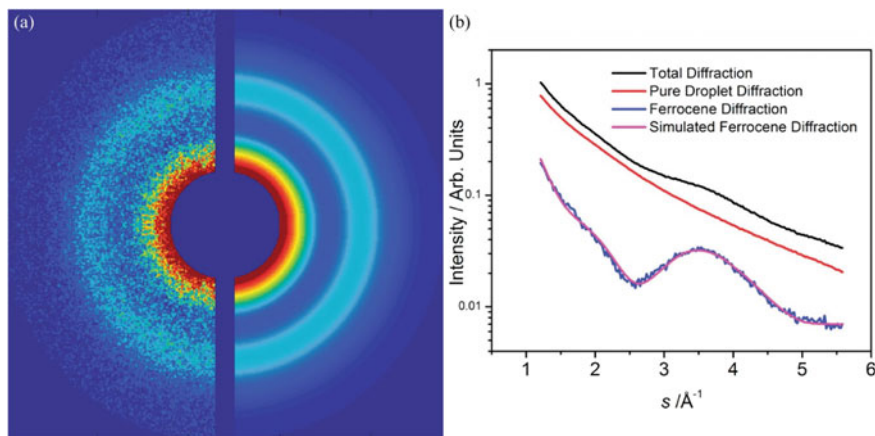 (a)
(b)
Total Diffraction
Pure Droplet Diffraction
Ferrocene Diffraction
Simulated Ferrocene Diffraction
Intensity / Arb. Units
1
0.1
0.01
1 2 3 4 5 6
s /Å⁻¹